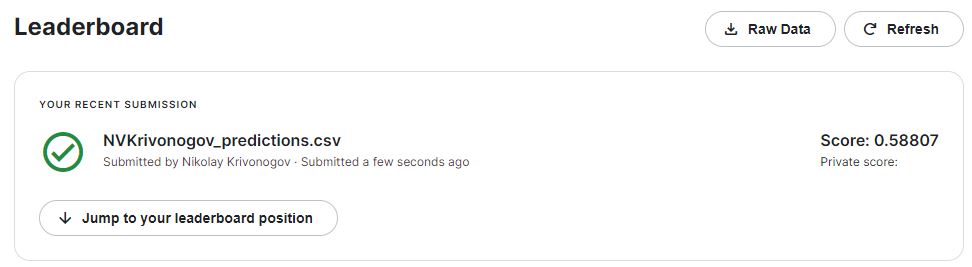 Leaderboard
Raw Data
Refresh
YOUR RECENT SUBMISSION
NVKrivonogov_predictions.csv
Score: 0.58807
Submitted by Nikolay Krivonogov · Submitted a few seconds ago
Private score:
Jump to your leaderboard position